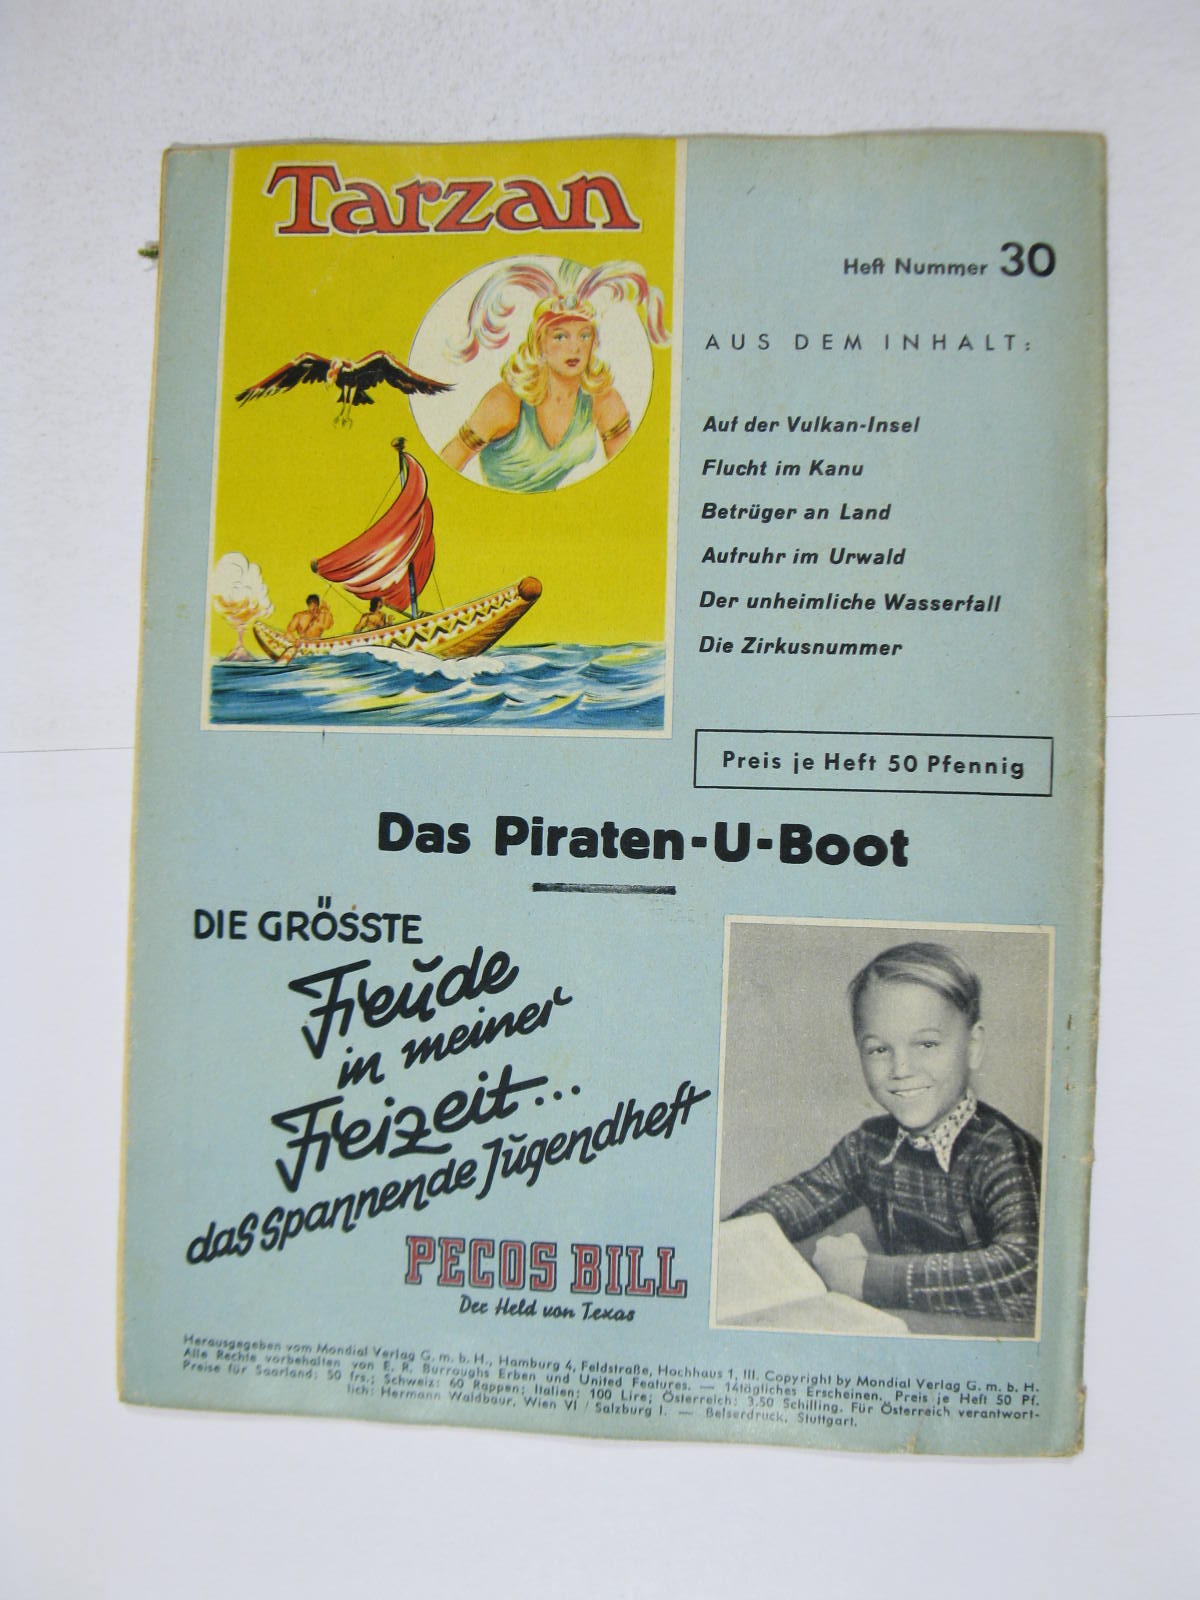 Tarzan
Heft Nummer 30
AUS DEM INHALT:
Auf der Vulkan-Insel
Flucht im Kanu
Betrüger an Land
Aufruhr im Urwald
Der unheimliche Wasserfall
Die Zirkusnummer
Preis je Heft 50 Pfennig
Das Piraten-U-Boot
DIE GRÖSSTE
Freude
in meiner
Freizeit...
das spannende Jugendheft
PECOS BILL
Der Held von Texas
Herausgegeben vom Mondial Verlag G. m. b. H., Hamburg 4, Feldstraße, Hochhaus 1, III. Copyright by Mondial Verlag G. m. b. H.
Alle Rechte vorbehalten von E. R. Burroughs Erben und United Features. — 14tägliches Erscheinen. Preis je Heft 50 Pf.
Preise für Saarland: 50 frs.; Schweiz: 60 Rappen; Italien: 100 Lire; Österreich: 3.50 Schilling. Für Österreich verantwort-
lich: Hermann Waldbaur, Wien VI / Salzburg I. — Belserdruck, Stuttgart.